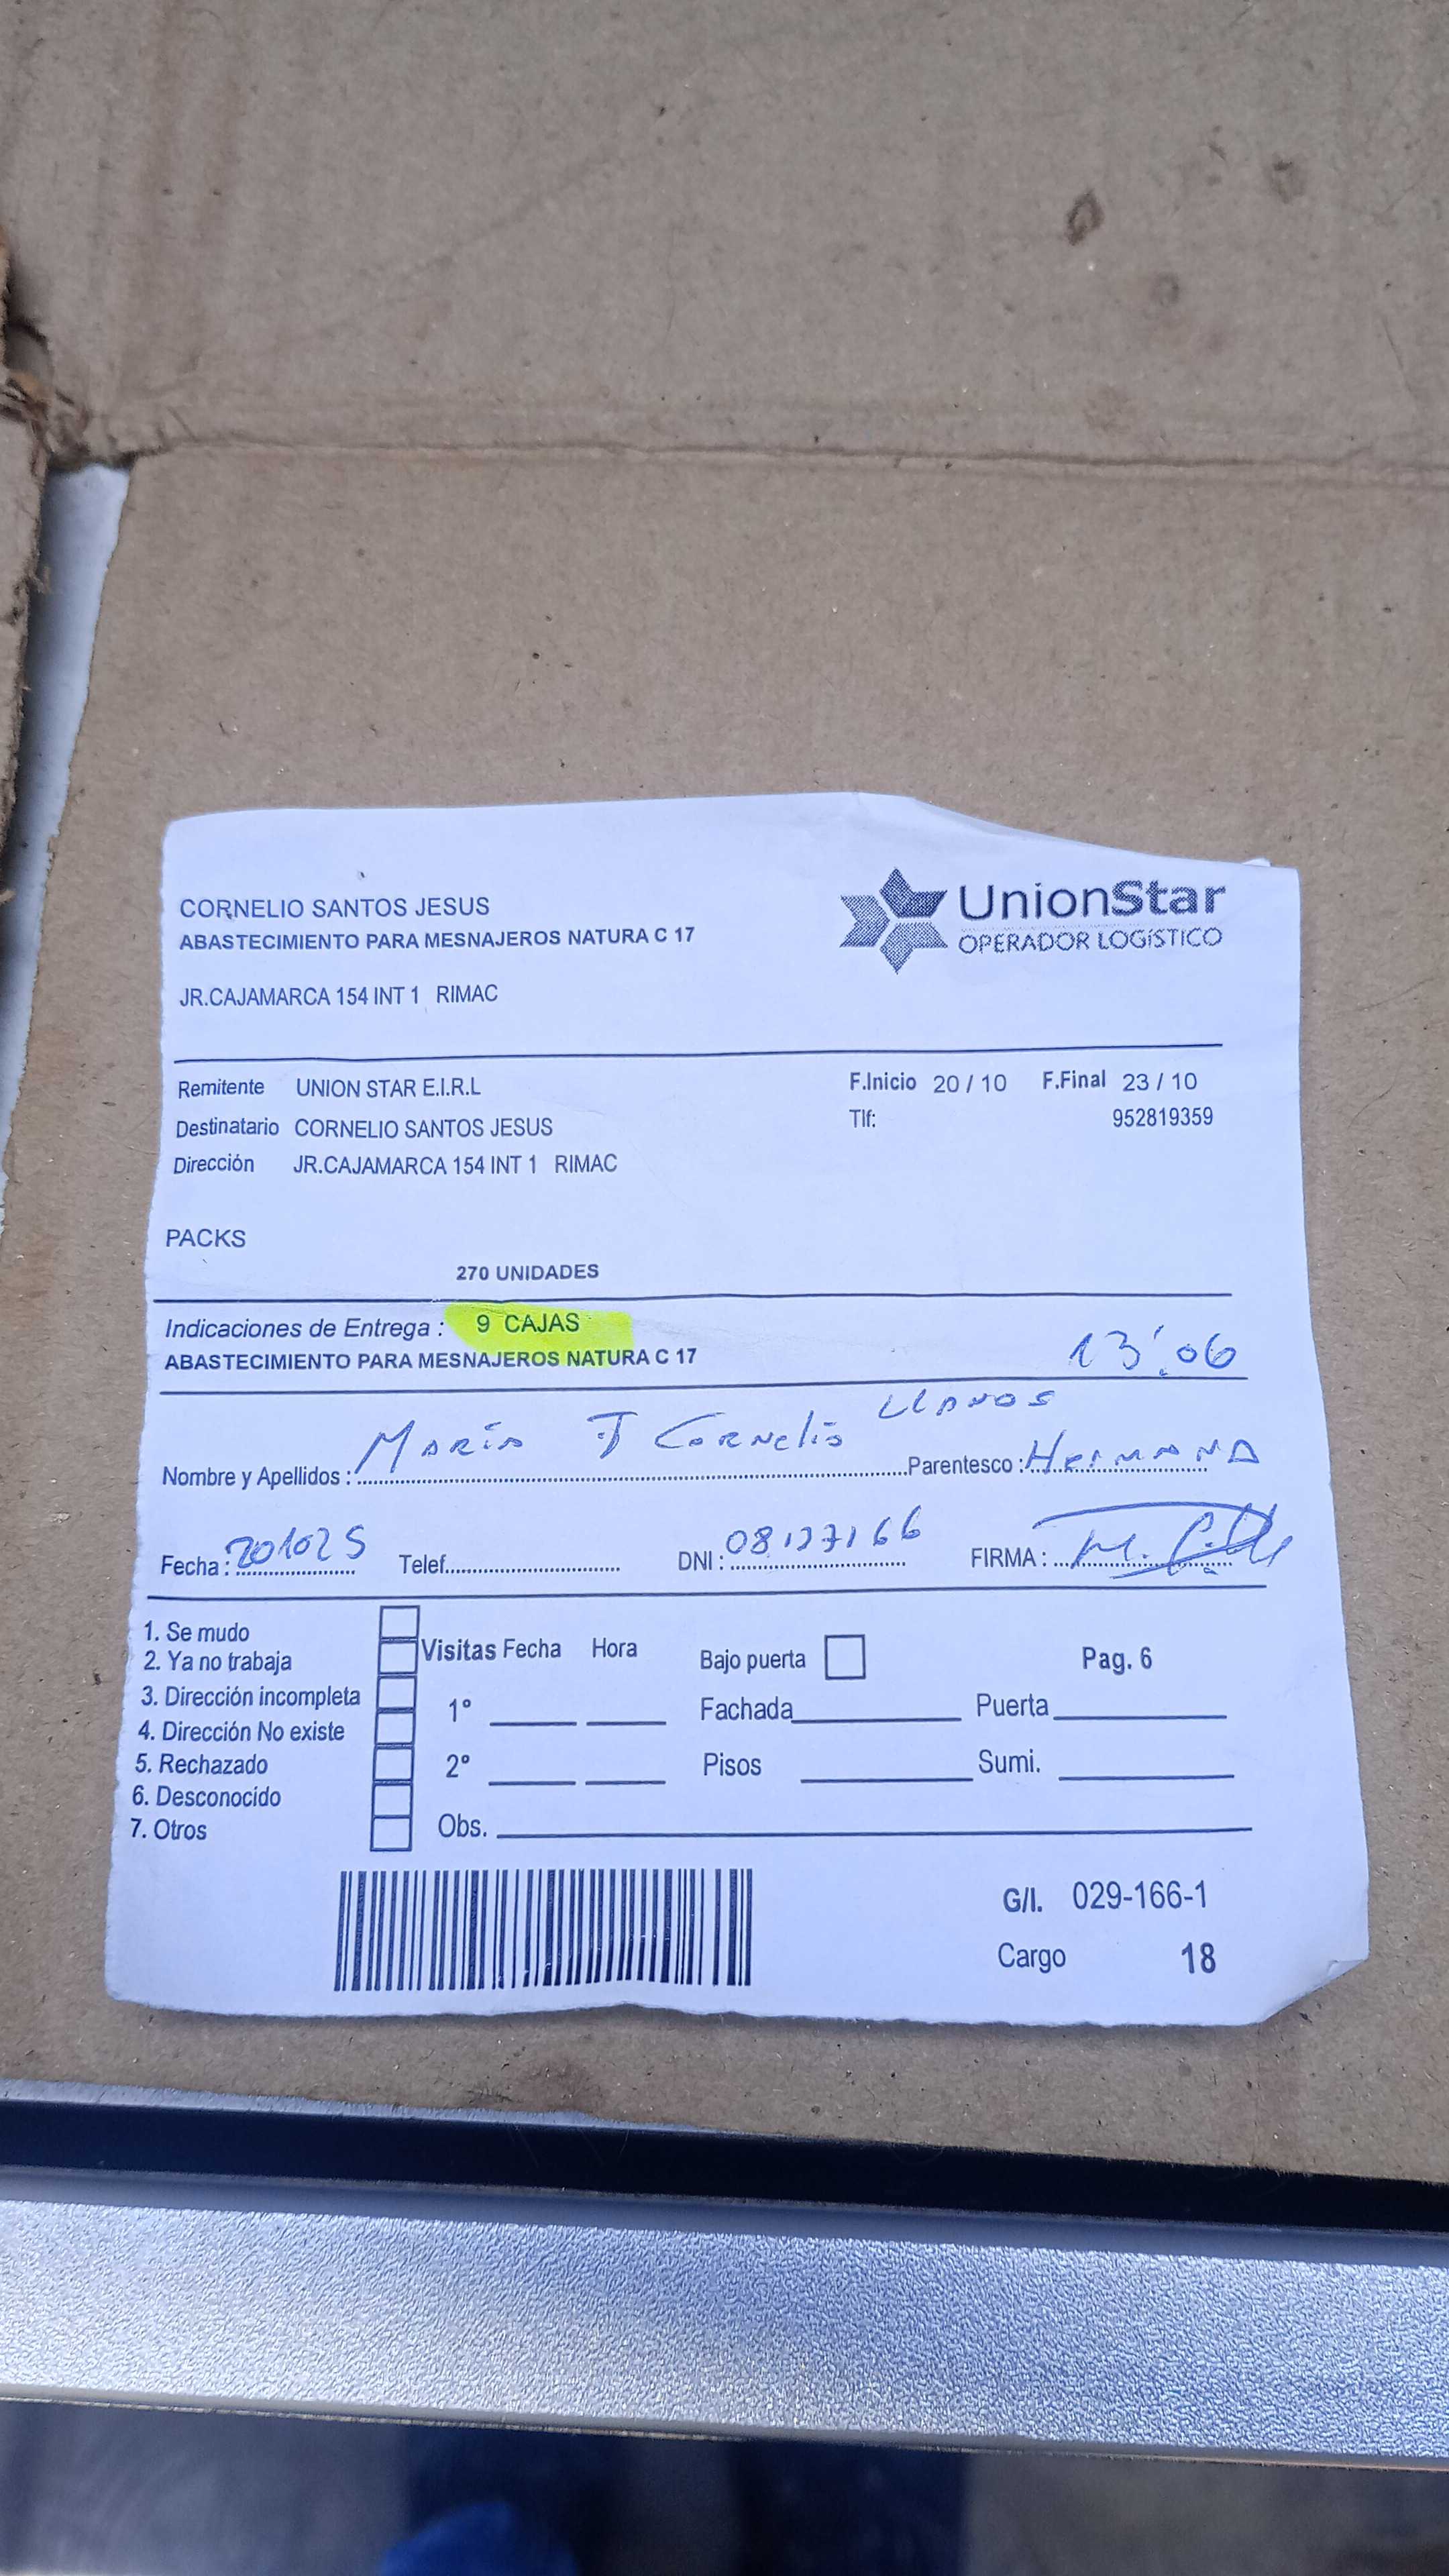 CORNELIO SANTOS JESUS
ABASTECIMIENTO PARA MESNAJEROS NATURA C 17
UnionStar
OPERADOR LOGÍSTICO
JR.CAJAMARCA 154 INT 1 RIMAC
Remitente UNION STAR E.I.R.L F.Inicio 20 / 10 F.Final 23 / 10
Destinatario CORNELIO SANTOS JESUS Tlf: 952819359
Dirección JR.CAJAMARCA 154 INT 1 RIMAC
PACKS
270 UNIDADES
Indicaciones de Entrega : 9 CAJAS
ABASTECIMIENTO PARA MESNAJEROS NATURA C 17 13:06
Nombre y Apellidos : María J Cornelio LLANOS Parentesco : HERMANA
Fecha : 201025 Telef. DNI : 08127166 FIRMA :
1. Se mudo
2. Ya no trabaja
3. Dirección incompleta
4. Dirección No existe
5. Rechazado
6. Desconocido
7. Otros
Visitas Fecha Hora Bajo puerta Pag. 6
1° Fachada Puerta
2° Pisos Sumi.
Obs.
G/I. 029-166-1
Cargo 18